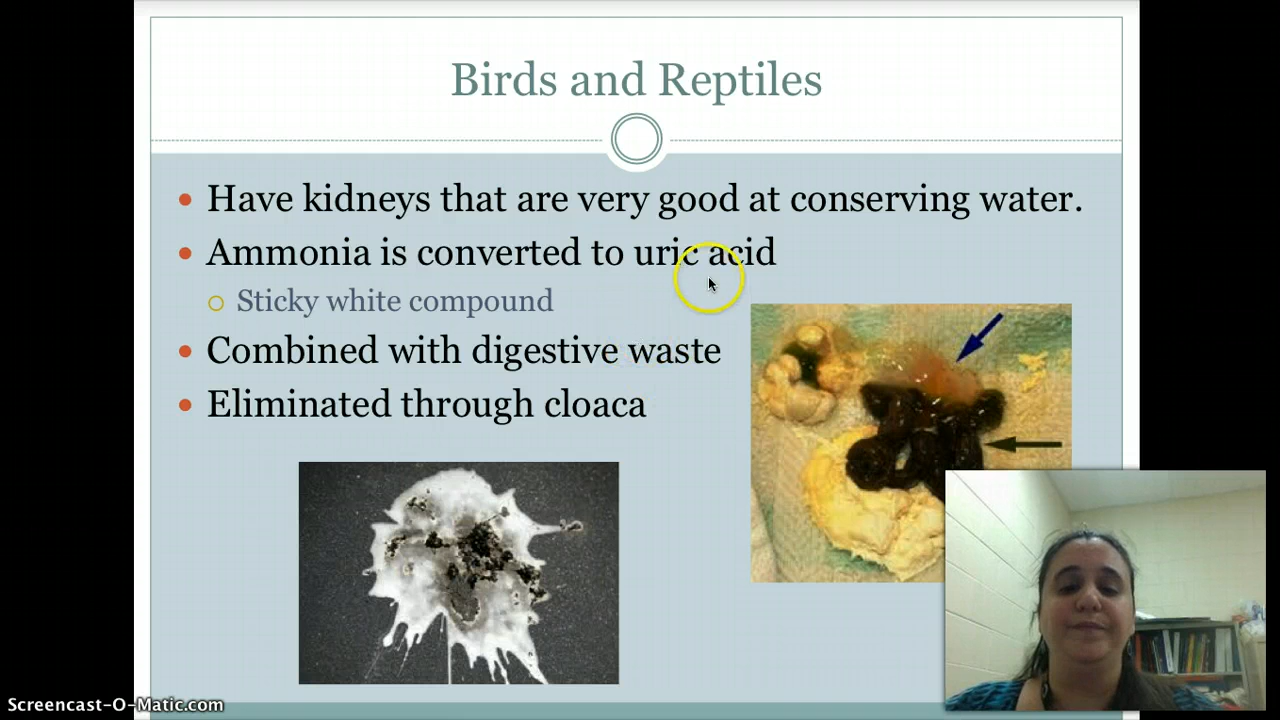 Birds and Reptiles
Have kidneys that are very good at conserving water.
Ammonia is converted to uric acid
Sticky white compound
Combined with digestive waste
Eliminated through cloaca
Screencast-O-Matic.com